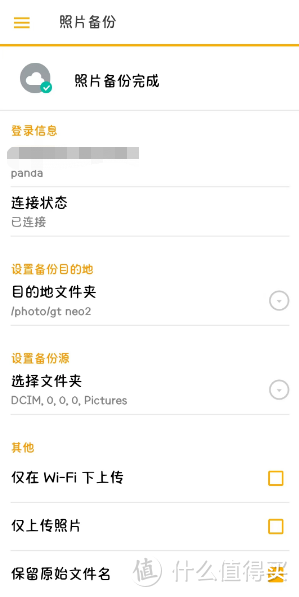 照片备份
照片备份完成
登录信息
panda
连接状态
已连接
设置备份目的地
目的地文件夹
/photo/gt neo2
设置备份源
选择文件夹
DCIM, 0, 0, 0, Pictures
其他
仅在 Wi-Fi 下上传
仅上传照片
保留原始文件名
值 什么值得买